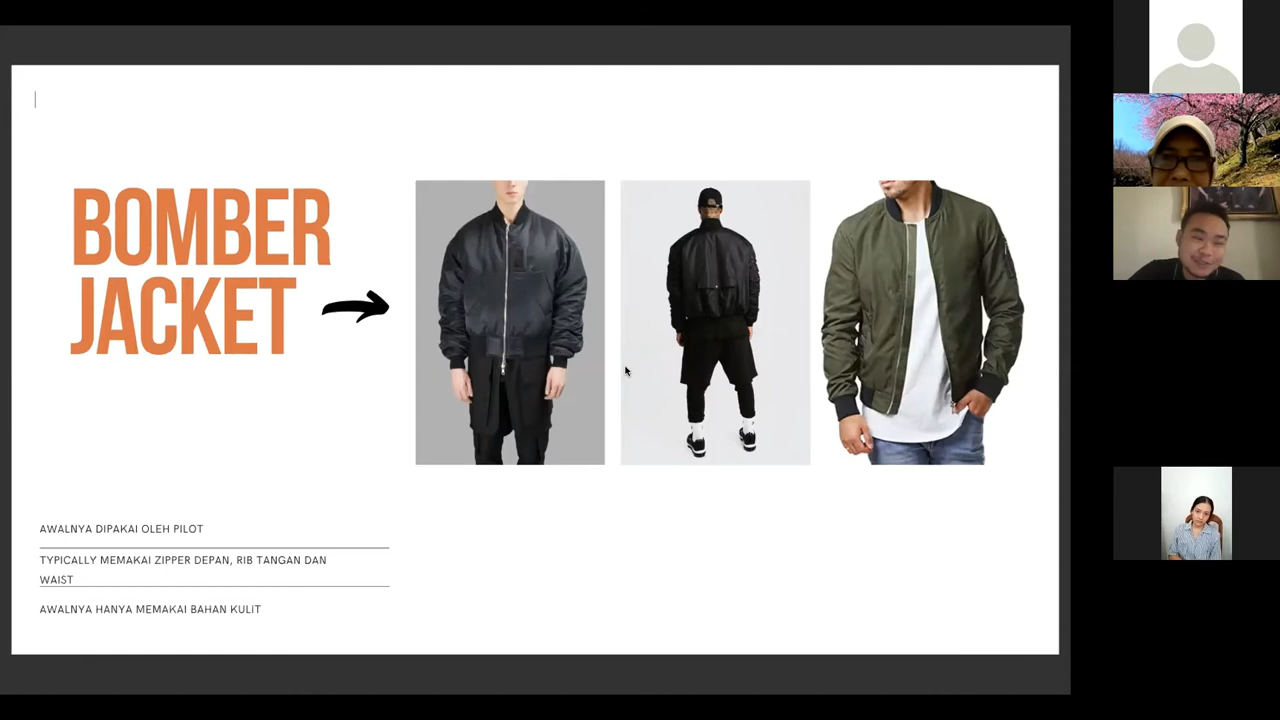 BOMBER
JACKET
AWALNYA DIPAKAI OLEH PILOT
TYPICALLY MEMAKAI ZIPPER DEPAN, RIB TANGAN DAN
WAIST
AWALNYA HANYA MEMAKAI BAHAN KULIT